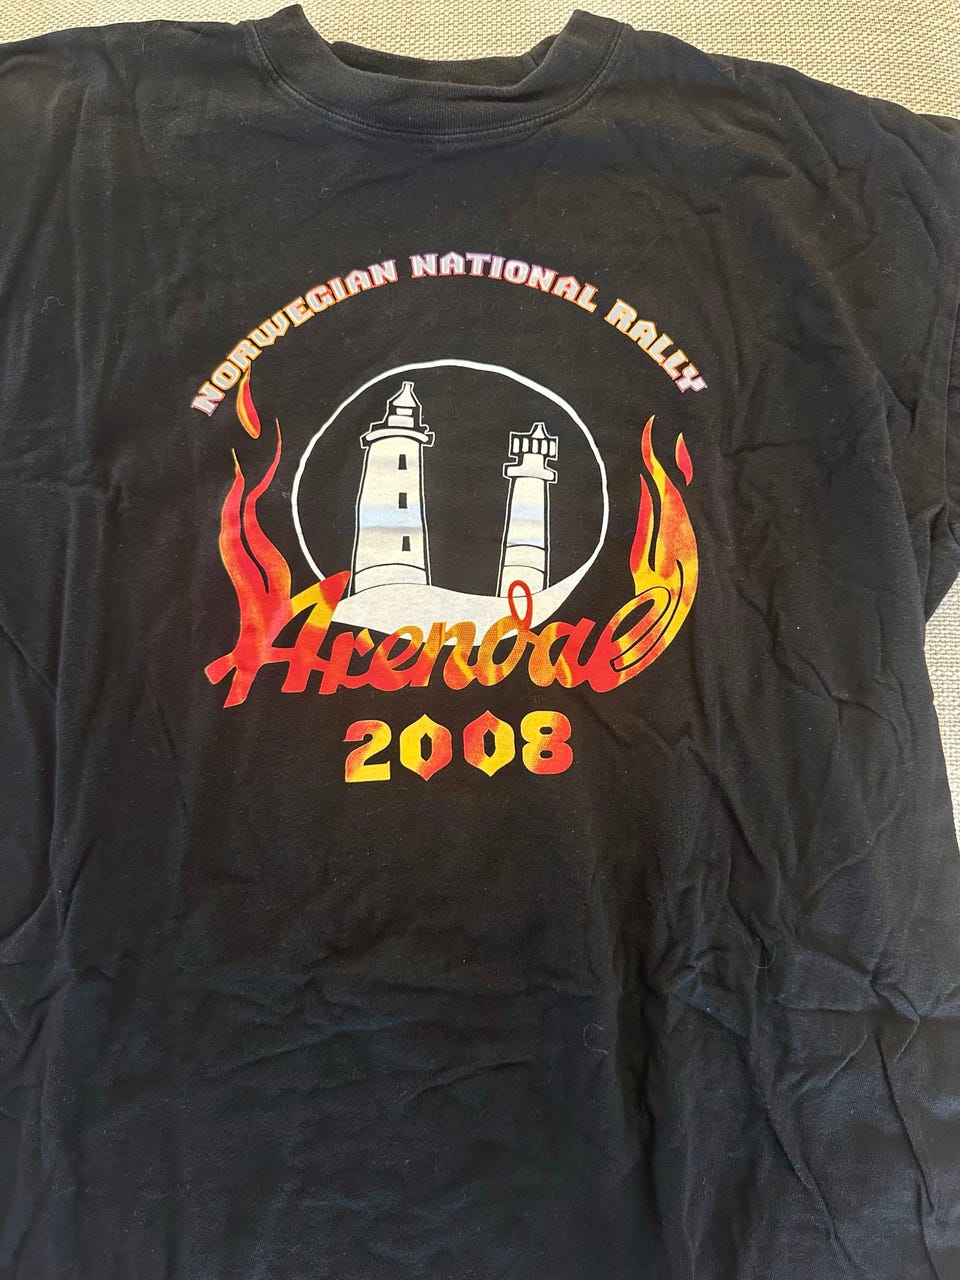 NORWEGIAN NATIONAL RALLY
Arendal
2008